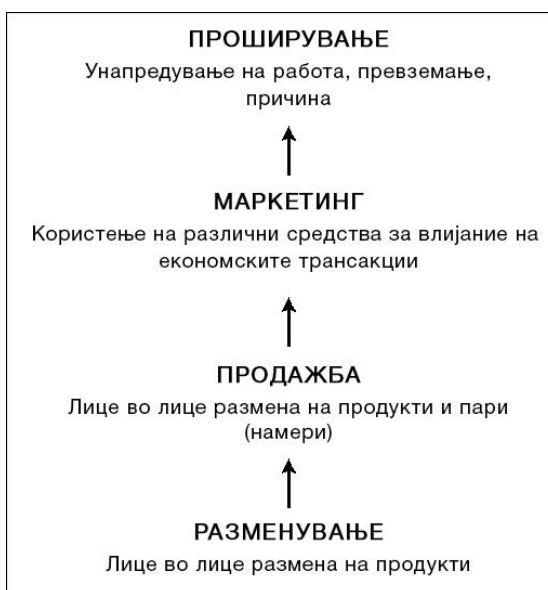 ПРОШИРУВАЊЕ
Унапредување на работа, превземање,
причина
МАРКЕТИНГ
Користење на различни средства за влијание на
економските трансакции
ПРОДАЖБА
Лице во лице размена на продукти и пари
(намери)
РАЗМЕНУВАЊЕ
Лице во лице размена на продукти